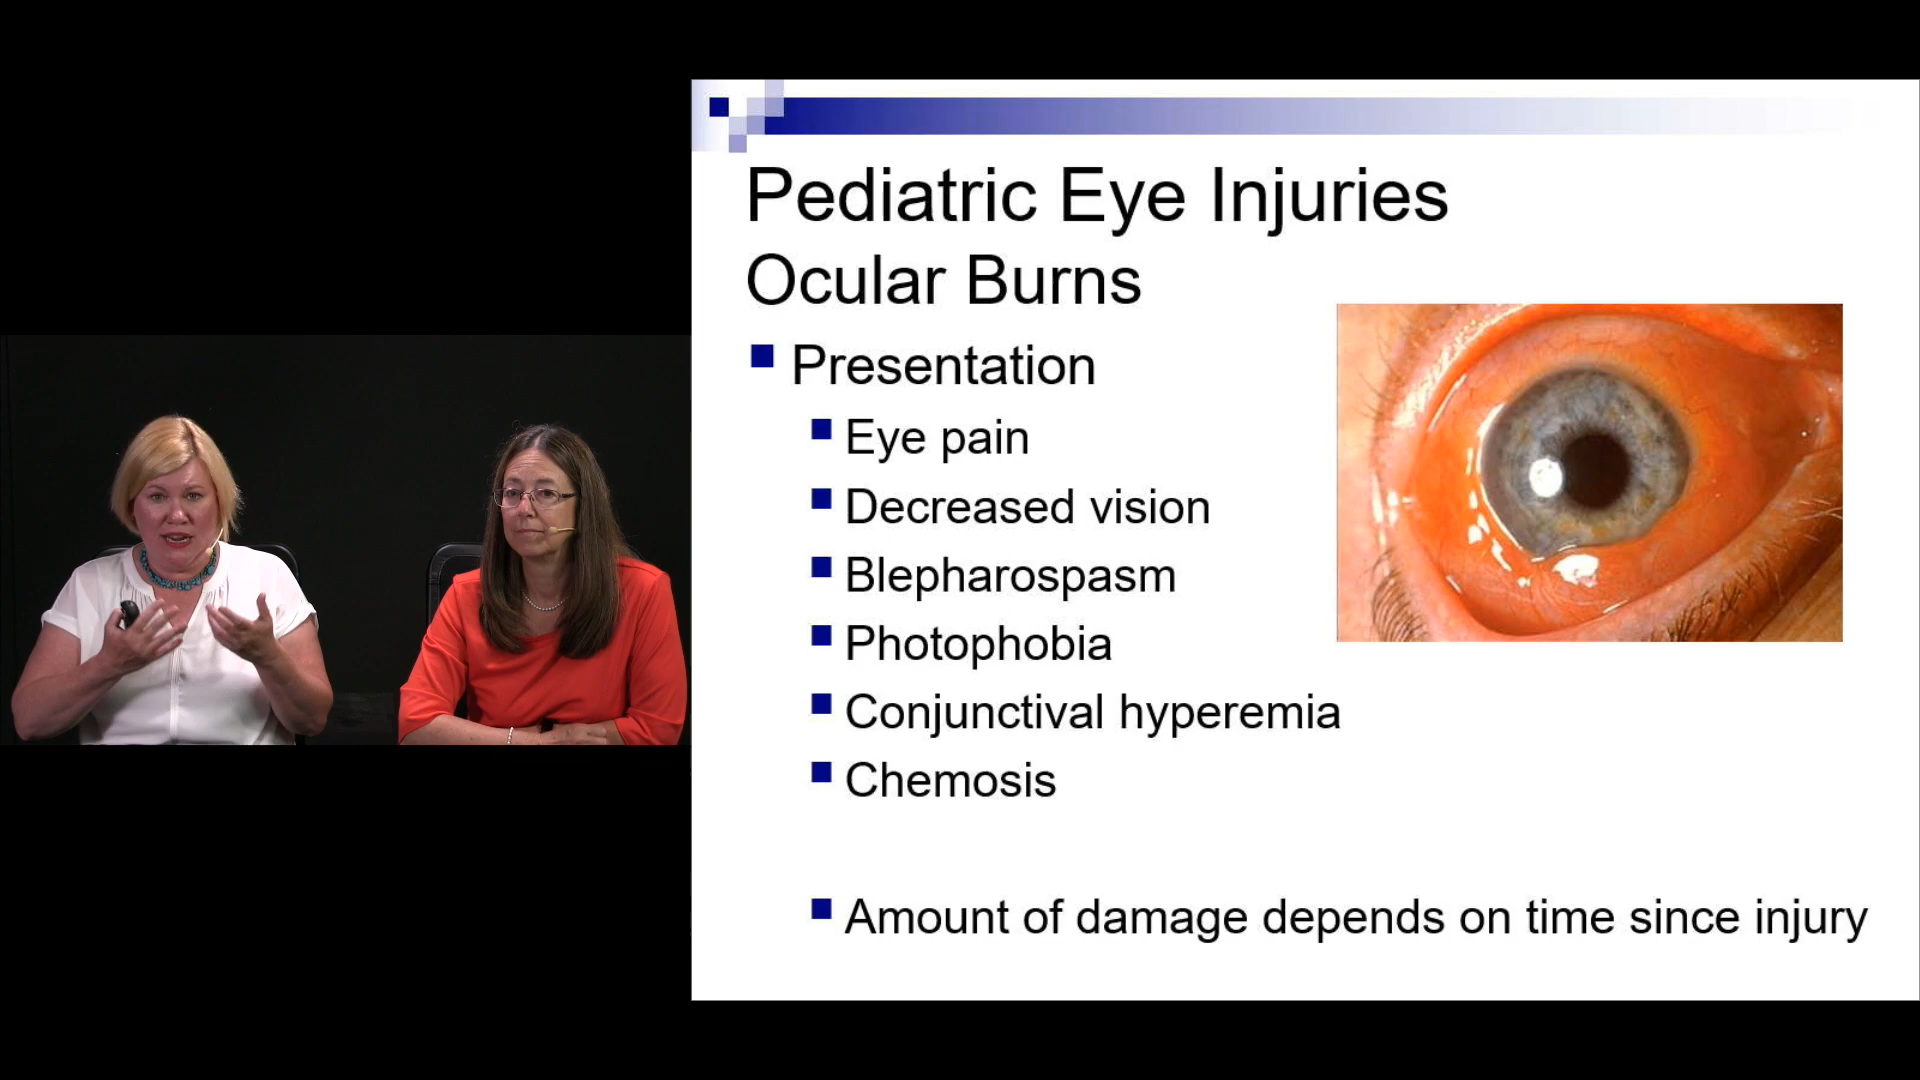 Pediatric Eye Injuries
Ocular Burns
Presentation
Eye pain
Decreased vision
Blepharospasm
Photophobia
Conjunctival hyperemia
Chemosis
Amount of damage depends on time since injury